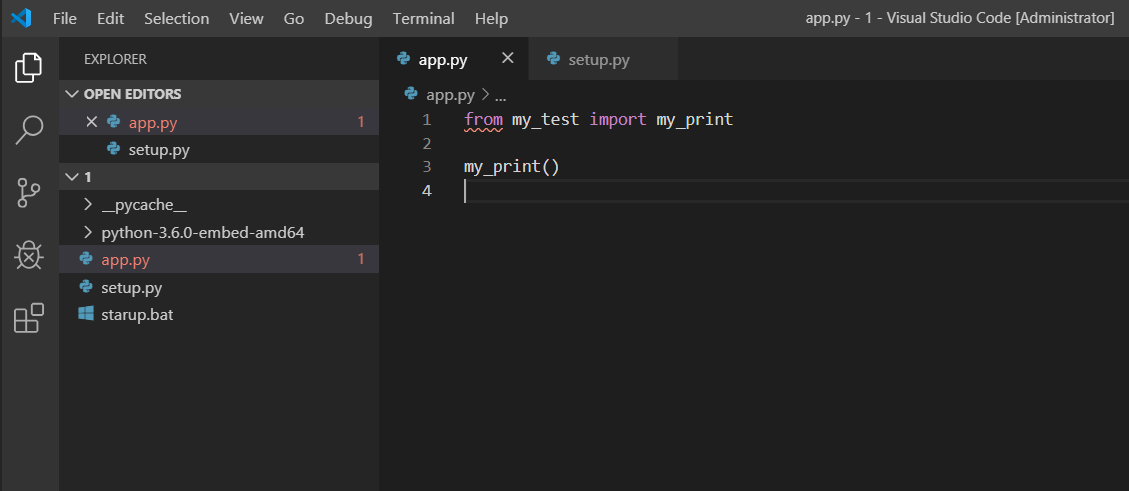 File Edit Selection View Go Debug Terminal Help app.py - 1 - Visual Studio Code [Administrator]
EXPLORER
OPEN EDITORS
app.py 1
setup.py
1
__pycache__
python-3.6.0-embed-amd64
app.py 1
setup.py
starup.bat
app.py setup.py
app.py > ...
1 from my_test import my_print
2
3 my_print()
4